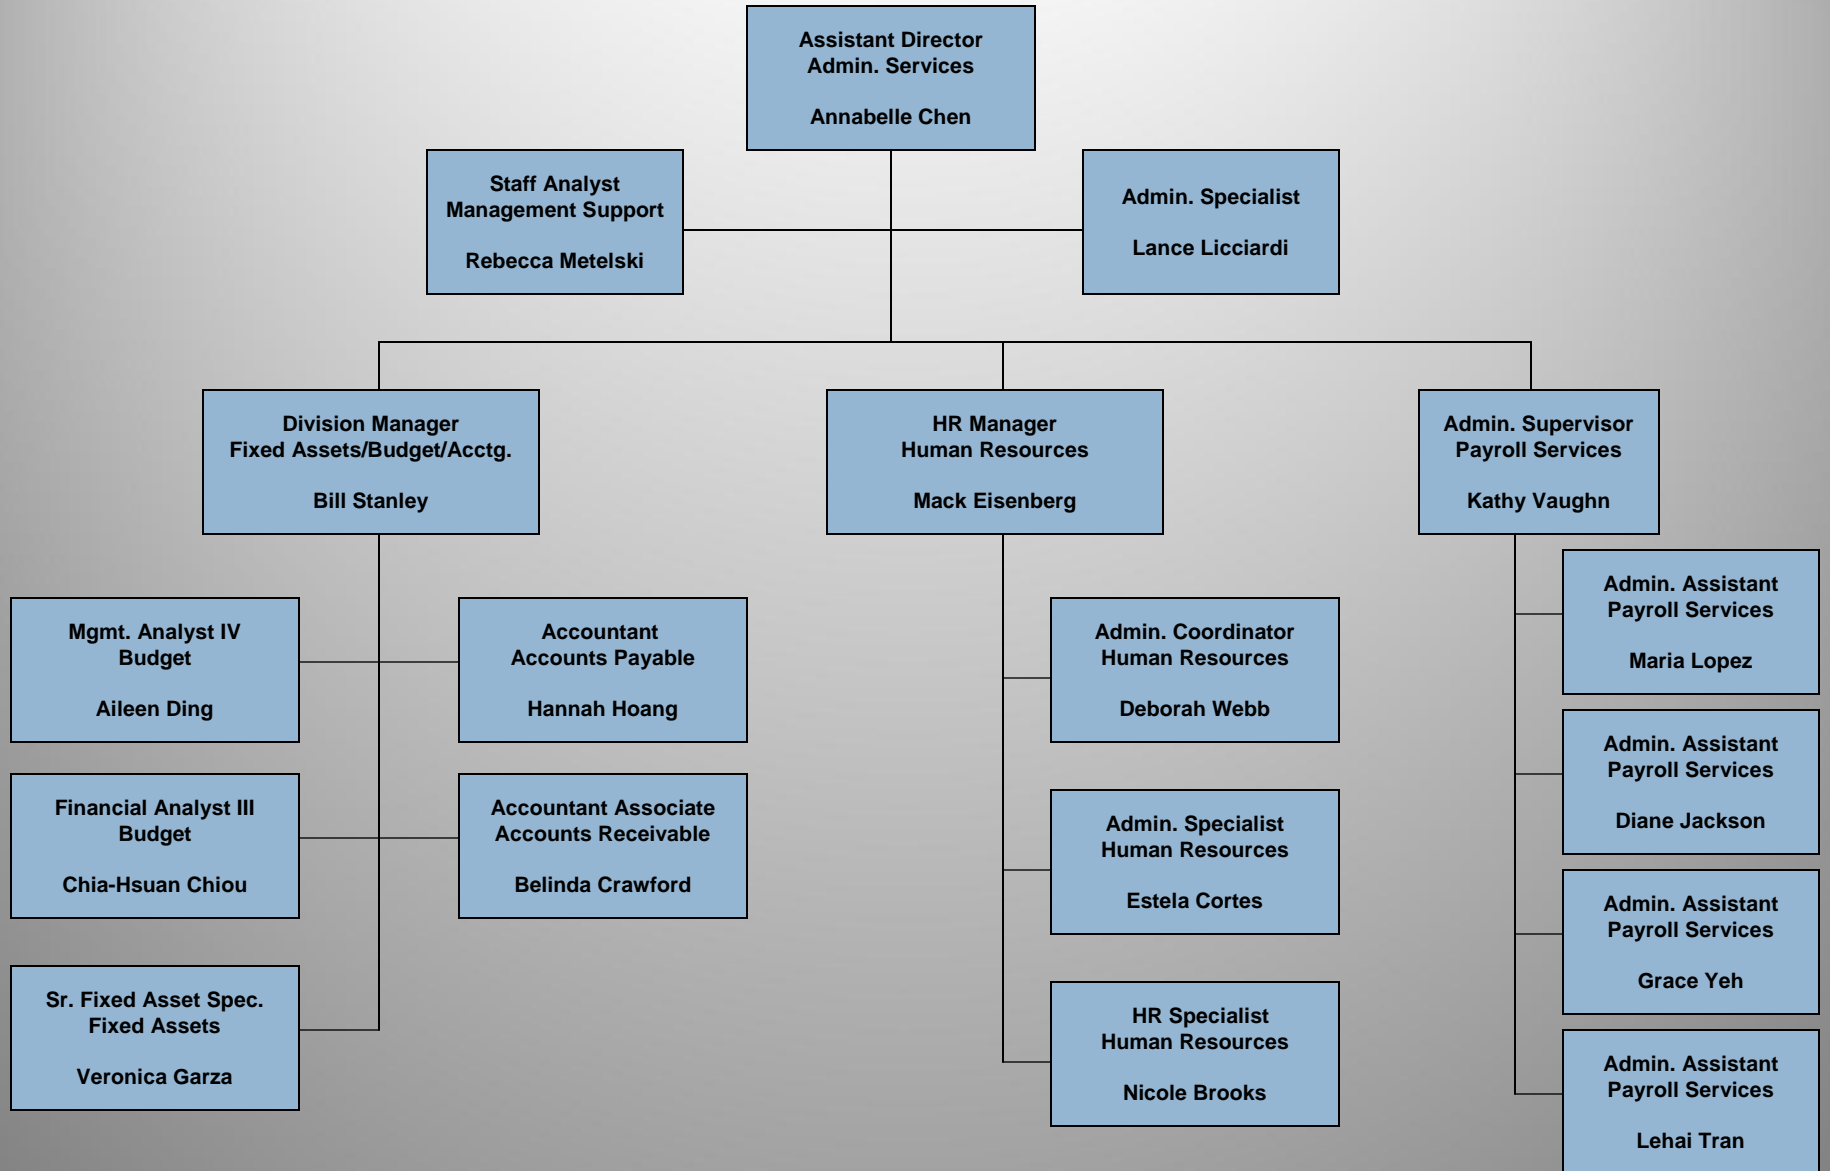 Assistant Director
Admin. Services
Annabelle Chen
Staff Analyst
Management Support
Rebecca Metelski
Admin. Specialist
Lance Licciardi
Division Manager
Fixed Assets/Budget/Acctg.
Bill Stanley
HR Manager
Human Resources
Mack Eisenberg
Admin. Supervisor
Payroll Services
Kathy Vaughn
Mgmt. Analyst IV
Budget
Aileen Ding
Accountant
Accounts Payable
Hannah Hoang
Financial Analyst III
Budget
Chia-Hsuan Chiou
Accountant Associate
Accounts Receivable
Belinda Crawford
Sr. Fixed Asset Spec.
Fixed Assets
Veronica Garza
Admin. Coordinator
Human Resources
Deborah Webb
Admin. Specialist
Human Resources
Estela Cortes
HR Specialist
Human Resources
Nicole Brooks
Admin. Assistant
Payroll Services
Maria Lopez
Admin. Assistant
Payroll Services
Diane Jackson
Admin. Assistant
Payroll Services
Grace Yeh
Admin. Assistant
Payroll Services
Lehai Tran